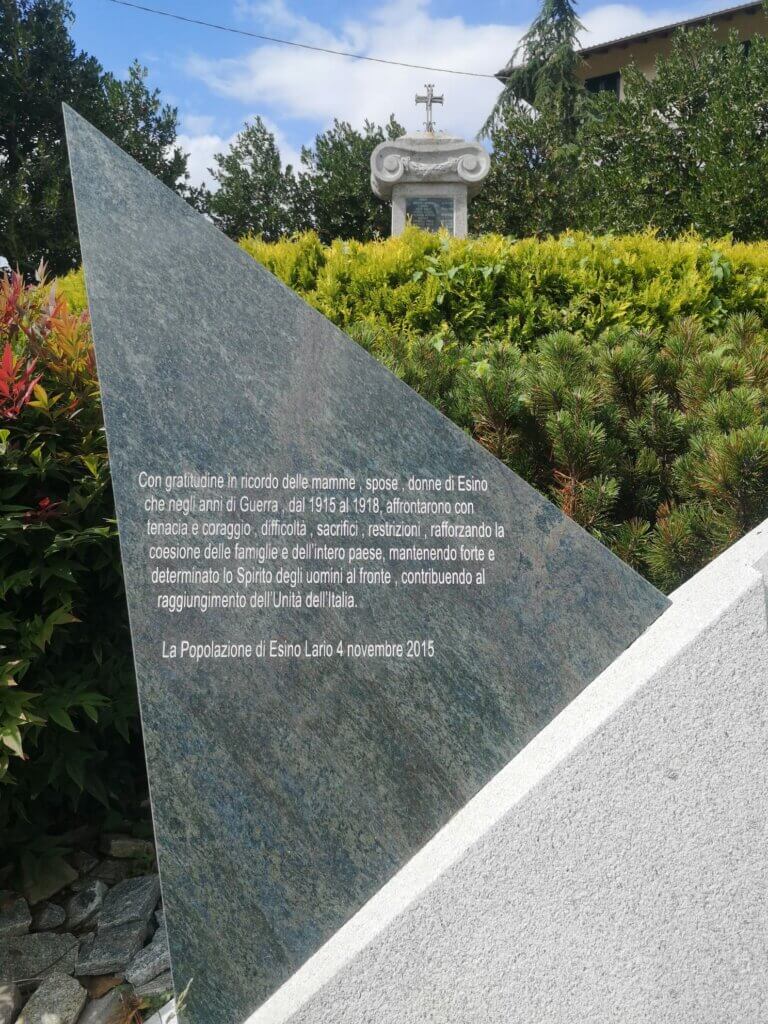 Con gratitudine in ricordo delle mamme , spose , donne di Esino
che negli anni di Guerra , dal 1915 al 1918, affrontarono con
tenacia e coraggio , difficoltà , sacrifici , restrizioni , rafforzando la
coesione delle famiglie e dell'intero paese, mantenendo forte e
determinato lo Spirito degli uomini al fronte , contribuendo al
raggiungimento dell'Unità dell'Italia.
La Popolazione di Esino Lario 4 novembre 2015